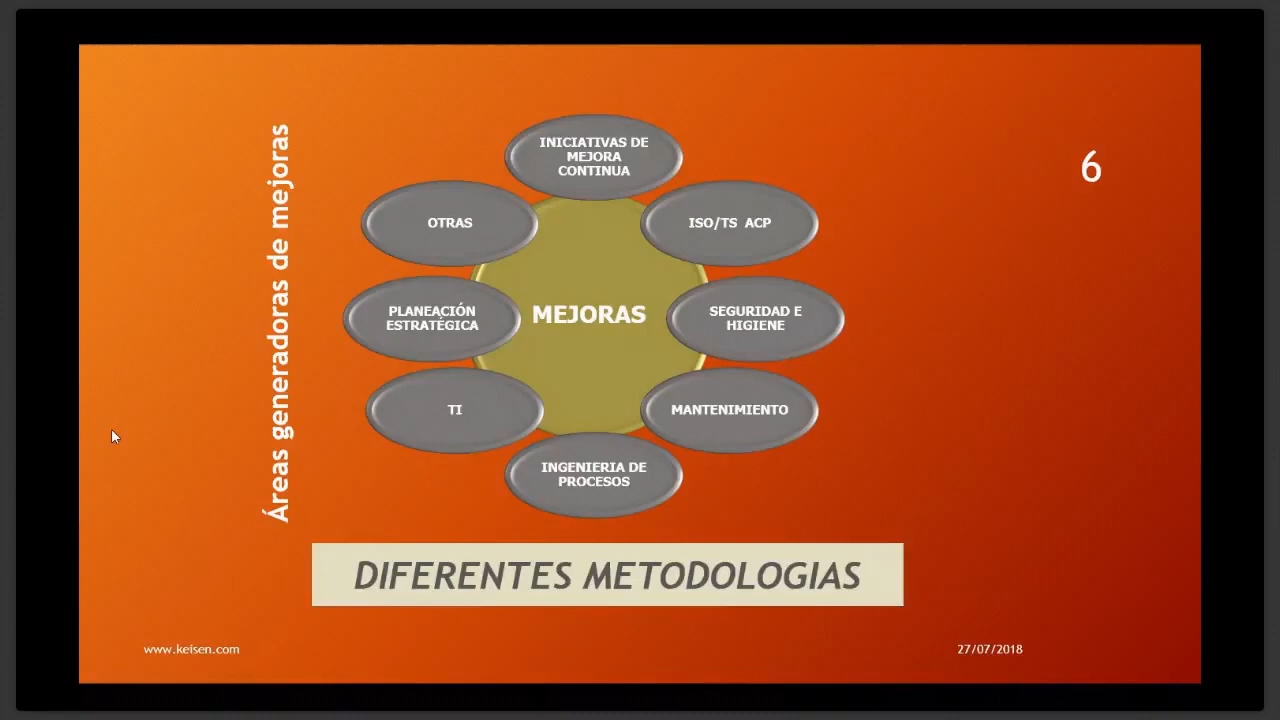 Áreas generadoras de mejoras
6
INICIATIVAS DE
MEJORA
CONTINUA
OTRAS
ISO/TS ACP
PLANEACIÓN
ESTRATÉGICA
MEJORAS
SEGURIDAD E
HIGIENE
TI
MANTENIMIENTO
INGENIERIA DE
PROCESOS
DIFERENTES METODOLOGIAS
www.keisen.com
27/07/2018